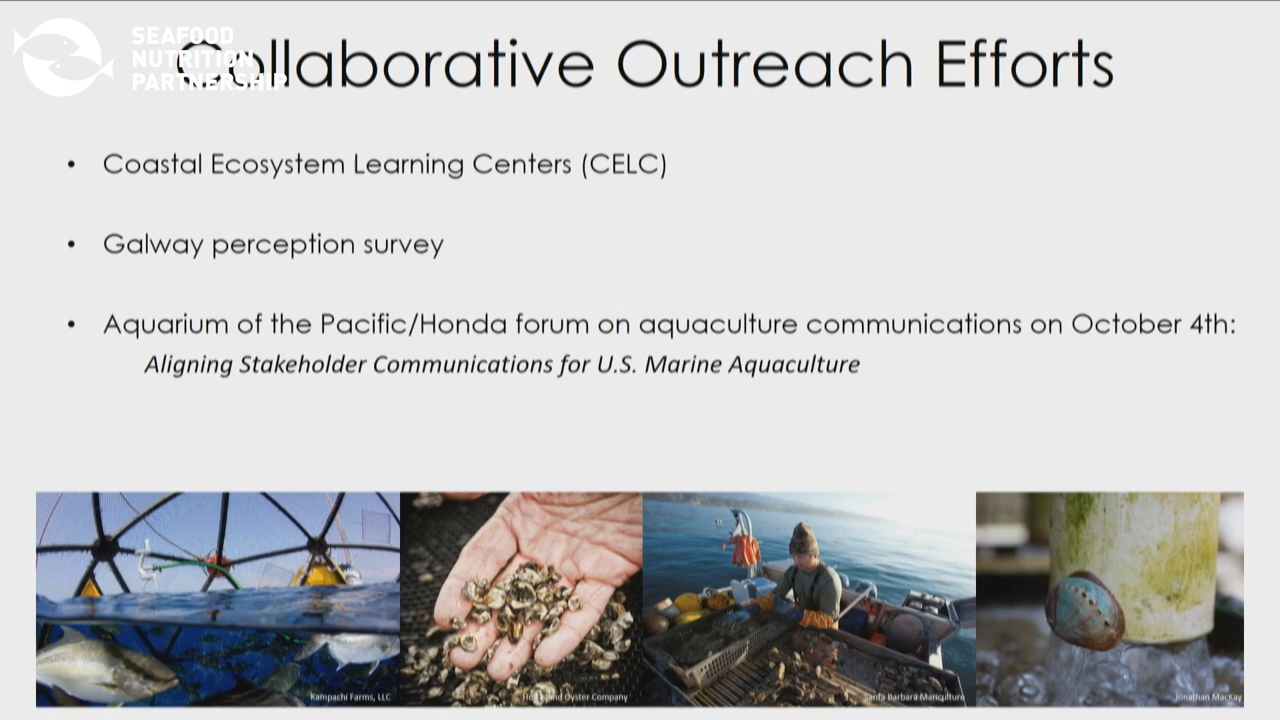 SEAFOOD
NUTRITION
PARTNERSHIP
Collaborative Outreach Efforts
• Coastal Ecosystem Learning Centers (CELC)
• Galway perception survey
• Aquarium of the Pacific/Honda forum on aquaculture communications on October 4th:
Aligning Stakeholder Communications for U.S. Marine Aquaculture
Kampachi Farms, LLC
Oyster Company
Santa Barbara Mariculture
Jonathan MacKay